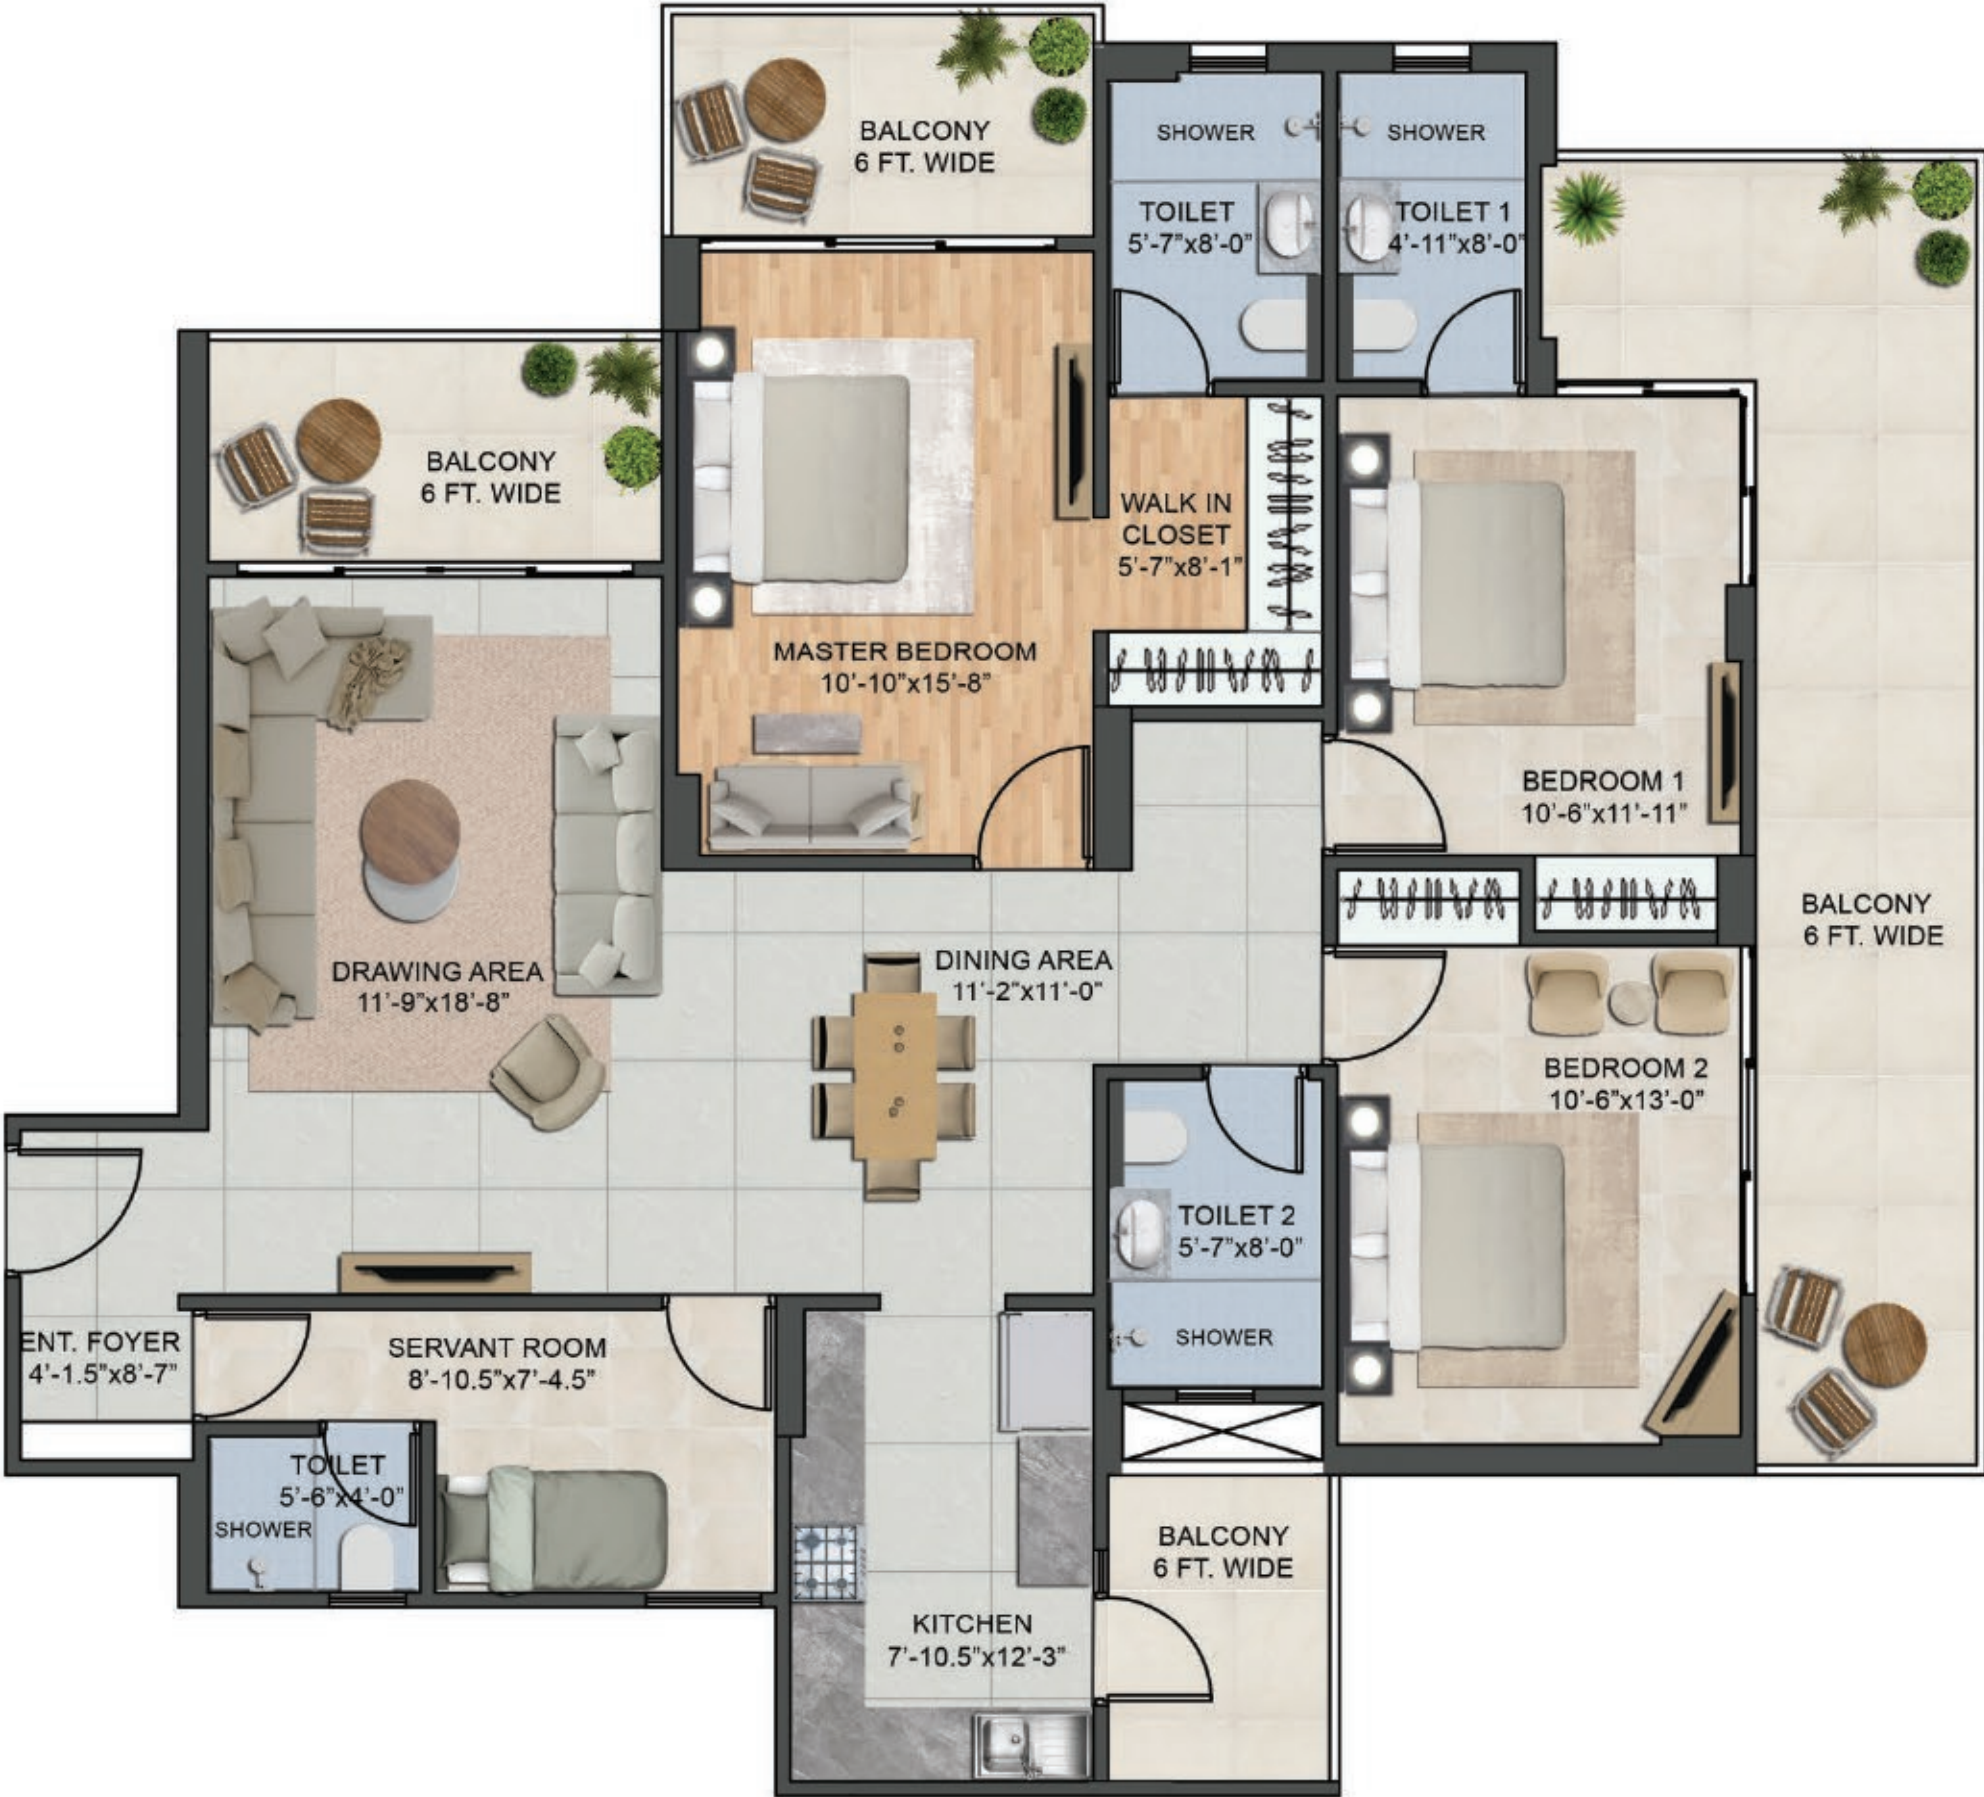 BALCONY
6 FT. WIDE
SHOWER
SHOWER
TOILET
5'-7"x8'-0"
TOILET 1
4'-11"x8'-0"
BALCONY
6 FT. WIDE
WALK IN
CLOSET
5'-7"x8'-1"
MASTER BEDROOM
10'-10"x15'-8"
BEDROOM 1
10'-6"x11'-11"
BALCONY
6 FT. WIDE
DRAWING AREA
11'-9"x18'-8"
DINING AREA
11'-2"x11'-0"
BEDROOM 2
10'-6"x13'-0"
TOILET 2
5'-7"x8'-0"
SHOWER
ENT. FOYER
4'-1.5"x8'-7"
SERVANT ROOM
8'-10.5"x7'-4.5"
TOILET
5'-6"x4'-0"
SHOWER
BALCONY
6 FT. WIDE
KITCHEN
7'-10.5"x12'-3"